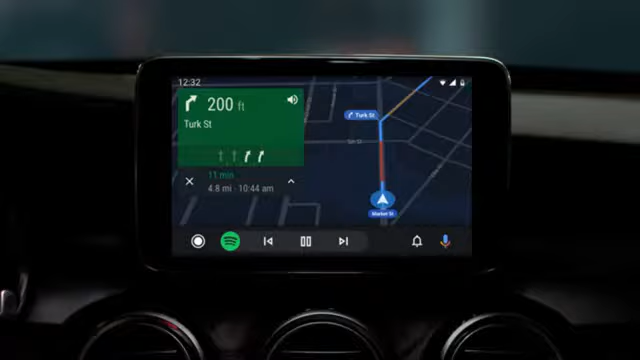 12:32
200 ft
Turk St
11 min
4.8 mi · 10:44 am
Turk St
Market St